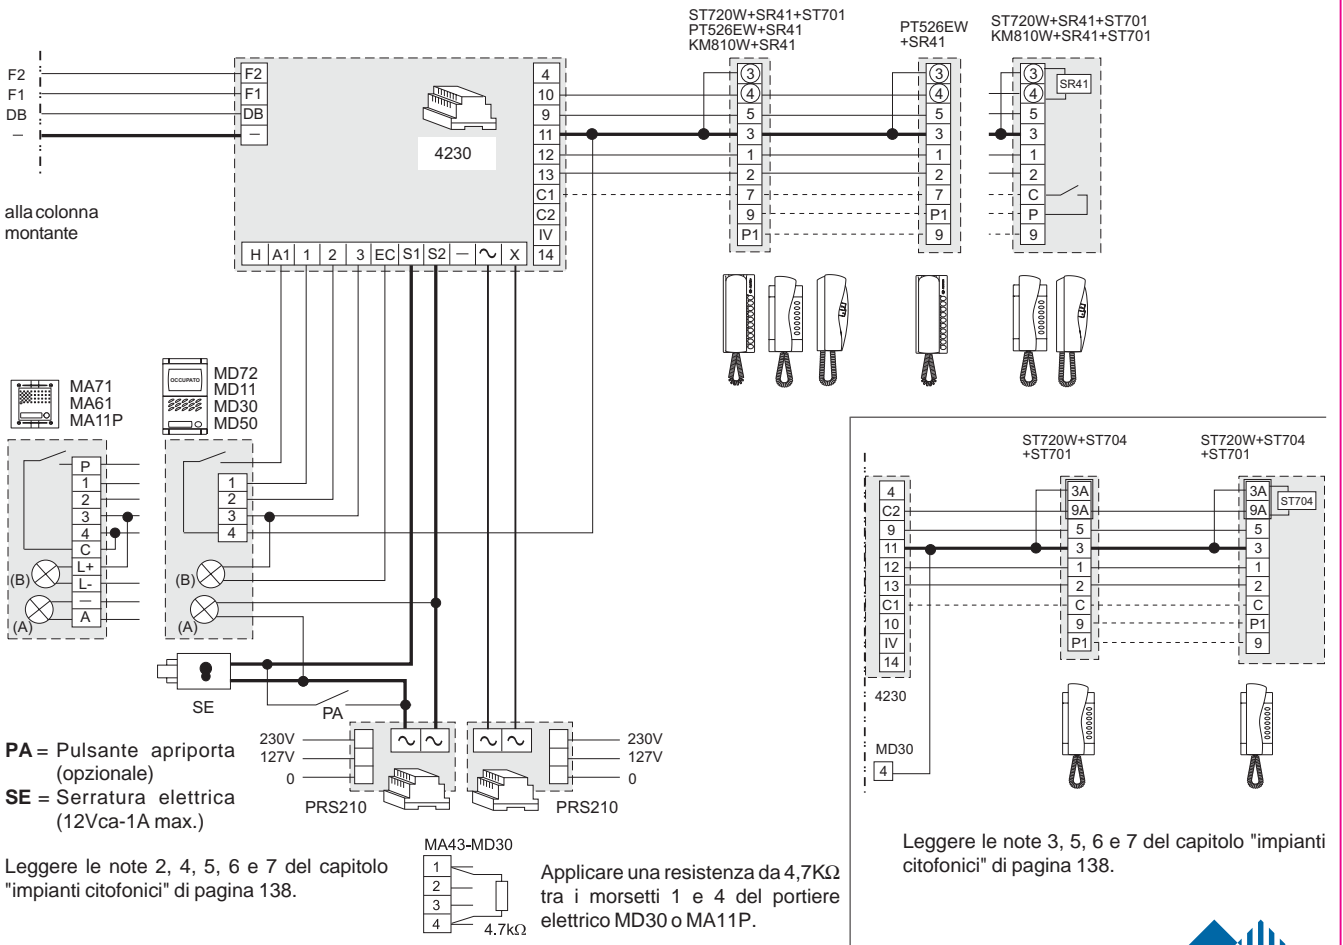 ST720W+SR41+ST701
PT526EW+SR41
KM810W+SR41
PT526EW
+SR41
ST720W+SR41+ST701
KM810W+SR41+ST701
F2
F1
DB
—
F2
F1
DB
—
4230
4
10
9
11
12
13
C1
C2
IV
14
H A1 1 2 3 EC S1 S2 — ∼ X
3
4
5
3
1
2
7
9
P1
3
4
5
3
1
2
7
P1
9
3
4
5
3
1
2
C
P
9
SR41
alla colonna
montante
MA71
MA61
MA11P
OCCUPATO
MD72
MD11
MD30
MD50
P
1
2
3
4
C
L+
L-
—
A
(B)
(A)
1
2
3
4
(B)
(A)
SE
PA
230V
127V
0
∼ ∼
PRS210
∼ ∼
230V
127V
0
PRS210
PA = Pulsante apriporta
(opzionale)
SE = Serratura elettrica
(12Vca-1A max.)
Leggere le note 2, 4, 5, 6 e 7 del capitolo
"impianti citofonici" di pagina 138.
MA43-MD30
1
2
3
4
4.7kΩ
Applicare una resistenza da 4,7KΩ
tra i morsetti 1 e 4 del portiere
elettrico MD30 o MA11P.
ST720W+ST704
+ST701
ST720W+ST704
+ST701
4
C2
9
11
12
13
C1
10
IV
14
4230
3A
9A
5
3
1
2
C
9
P1
3A
9A
5
3
1
2
C
P1
9
ST704
MD30
4
Leggere le note 3, 5, 6 e 7 del capitolo "impianti
citofonici" di pagina 138.